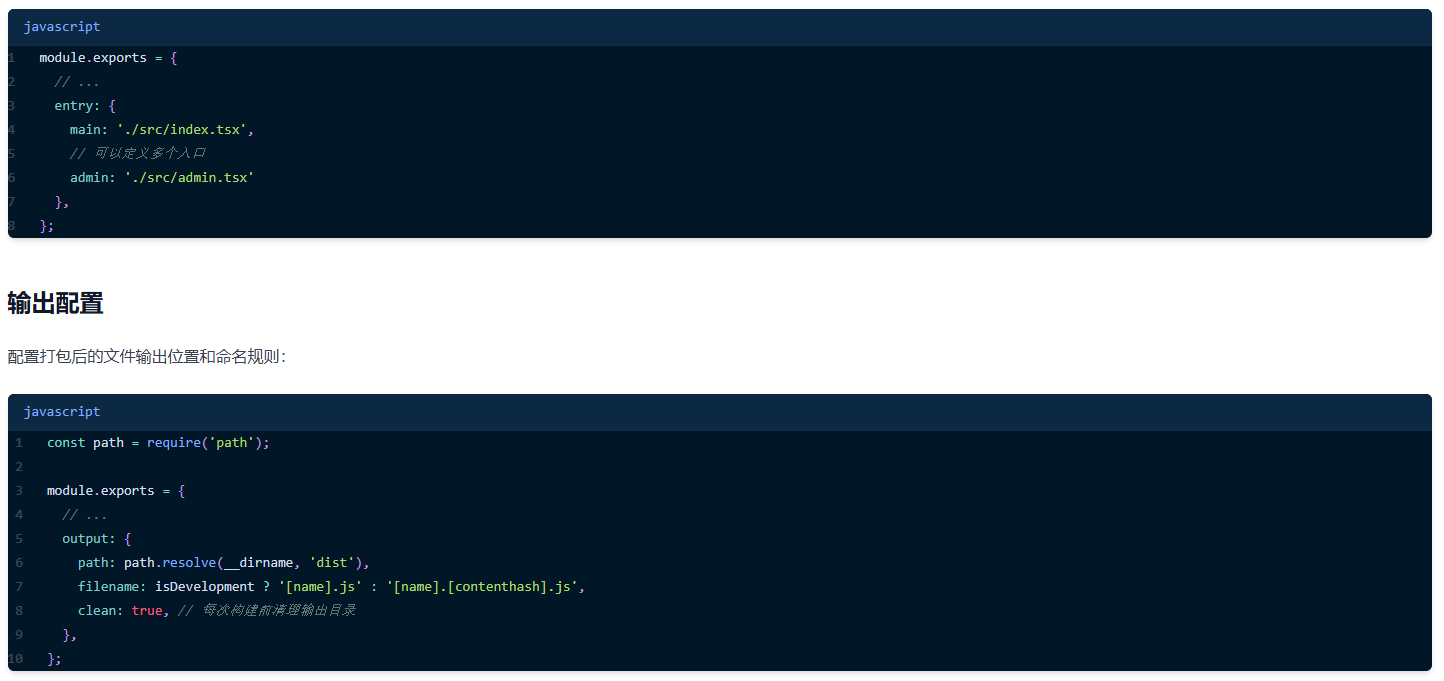 javascript
1 module.exports = {
2   // ...
3   entry: {
4     main: './src/index.tsx',
5     // 可以定义多个入口
6     admin: './src/admin.tsx'
7   },
8 };
输出配置
配置打包后的文件输出位置和命名规则：
javascript
1 const path = require('path');
2
3 module.exports = {
4   // ...
5   output: {
6     path: path.resolve(__dirname, 'dist'),
7     filename: isDevelopment ? '[name].js' : '[name].[contenthash].js',
8     clean: true, // 每次构建前清理输出目录
9   },
10 };